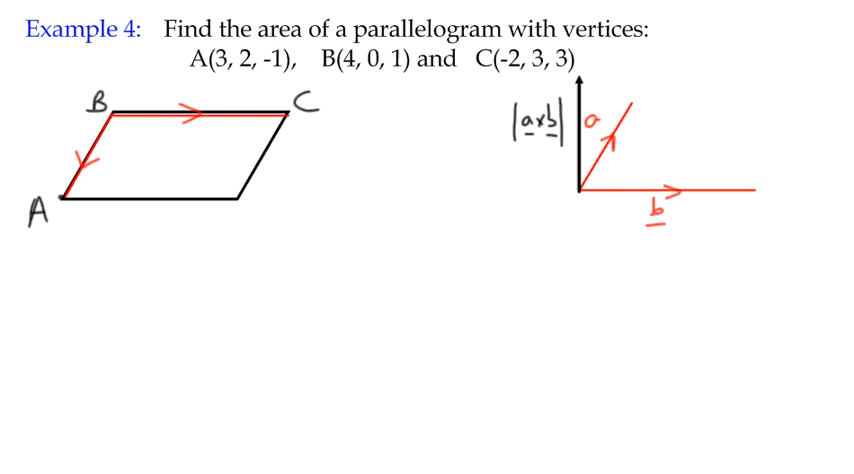 Example 4: Find the area of a parallelogram with vertices:
A(3, 2, -1), B(4, 0, 1) and C(-2, 3, 3)
B
C
A
|a×b|
a
b